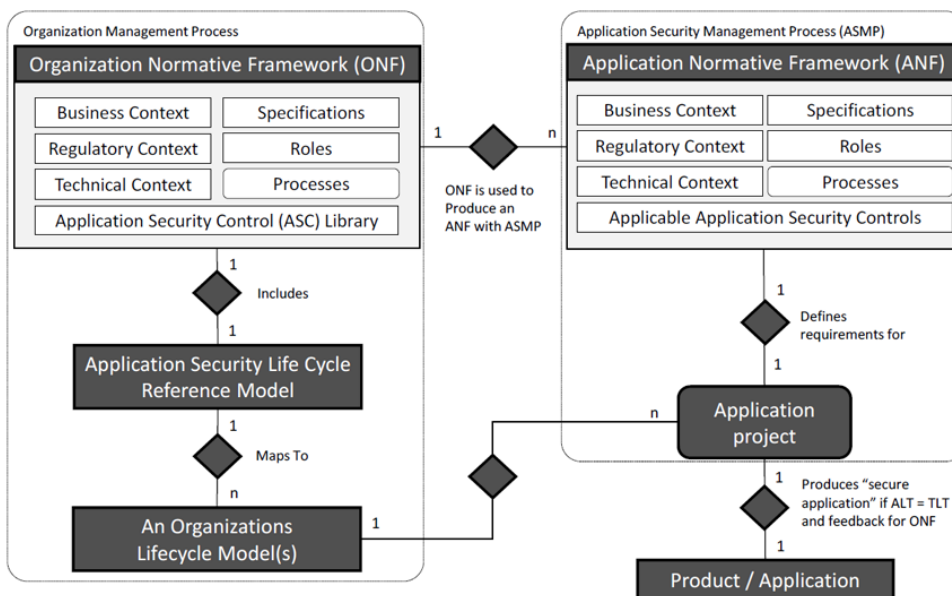 Organization Management Process
Organization Normative Framework (ONF)
Business Context
Specifications
Regulatory Context
Roles
Technical Context
Processes
Application Security Control (ASC) Library
1
Includes
1
Application Security Life Cycle
Reference Model
1
Maps To
n
An Organizations
Lifecycle Model(s)
1
n
1
n
ONF is used to
Produce an
ANF with ASMP
Application Security Management Process (ASMP)
Application Normative Framework (ANF)
Business Context
Specifications
Regulatory Context
Roles
Technical Context
Processes
Applicable Application Security Controls
1
Defines
requirements for
1
Application
project
1
Produces “secure
application” if ALT = TLT
and feedback for ONF
1
Product / Application